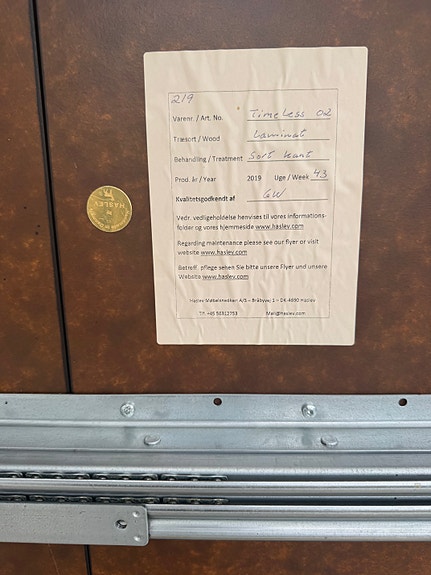 219
Varenr. / Art. No. TimeLess 02
Træsort / Wood Laminat
Behandling / Treatment Sort kant
Prod. år / Year 2019 Uge / Week 43
Kvalitetsgodkendt af GW
Vedr. vedligeholdelse henvises til vores informations-
folder og vores hjemmeside www.haslev.com
Regarding maintenance please see our flyer or visit
website www.haslev.com
Betreff. pflege sehen Sie bitte unsere Flyer und unsere
Website www.haslev.com
Haslev Møbelsnedkeri A/S – Bråbyvej 1 – DK-4690 Haslev
Tlf. +45 56312753 Mail@haslev.com
HASLEV